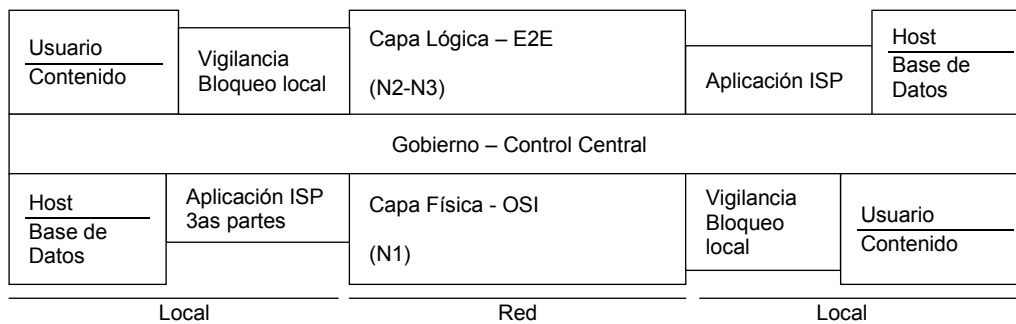 Usuario
Contenido
Vigilancia
Bloqueo local
Capa Lógica – E2E
(N2-N3)
Aplicación ISP
Host
Base de
Datos
Gobierno – Control Central
Host
Base de
Datos
Aplicación ISP
3as partes
Capa Física - OSI
(N1)
Vigilancia
Bloqueo
local
Usuario
Contenido
Local
Red
Local